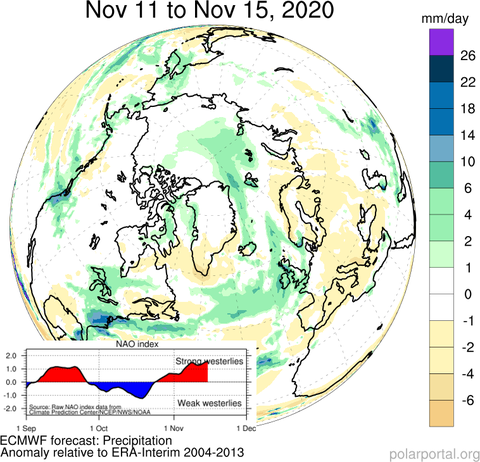 Nov 11 to Nov 15, 2020
mm/day
26
22
18
14
10
6
4
2
1
0
-1
-2
-4
-6
NAO index
2.0
1.0
0.0
-1.0
-2.0
Strong westerlies
Weak westerlies
Source: Raw NAO index data from
Climate Prediction Center/NCEP/NWS/NOAA
1 Sep 1 Oct 1 Nov 1 Dec
ECMWF forecast: Precipitation
Anomaly relative to ERA-Interim 2004-2013
polarportal.org